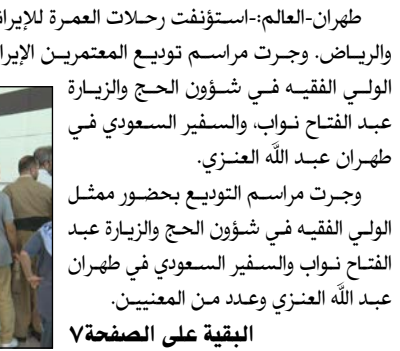 طهران-العالم:-استؤنفت رحلات العمرة
والرياض. وجرت مراسم توديع المعتمرين
الولي الفقيه في شؤون الحج والزيارة
عبد الفتاح نواب، والسفير السعودي في
طهران عبد الله العنزي.
وجرت مراسم التوديع بحضور ممثل
الولي الفقيه في شؤون الحج والزيارة عبد
الفتاح نواب والسفير السعودي في طهران
عبد الله العنزي وعدد من المعنيين.
البقية على الصفحة٧